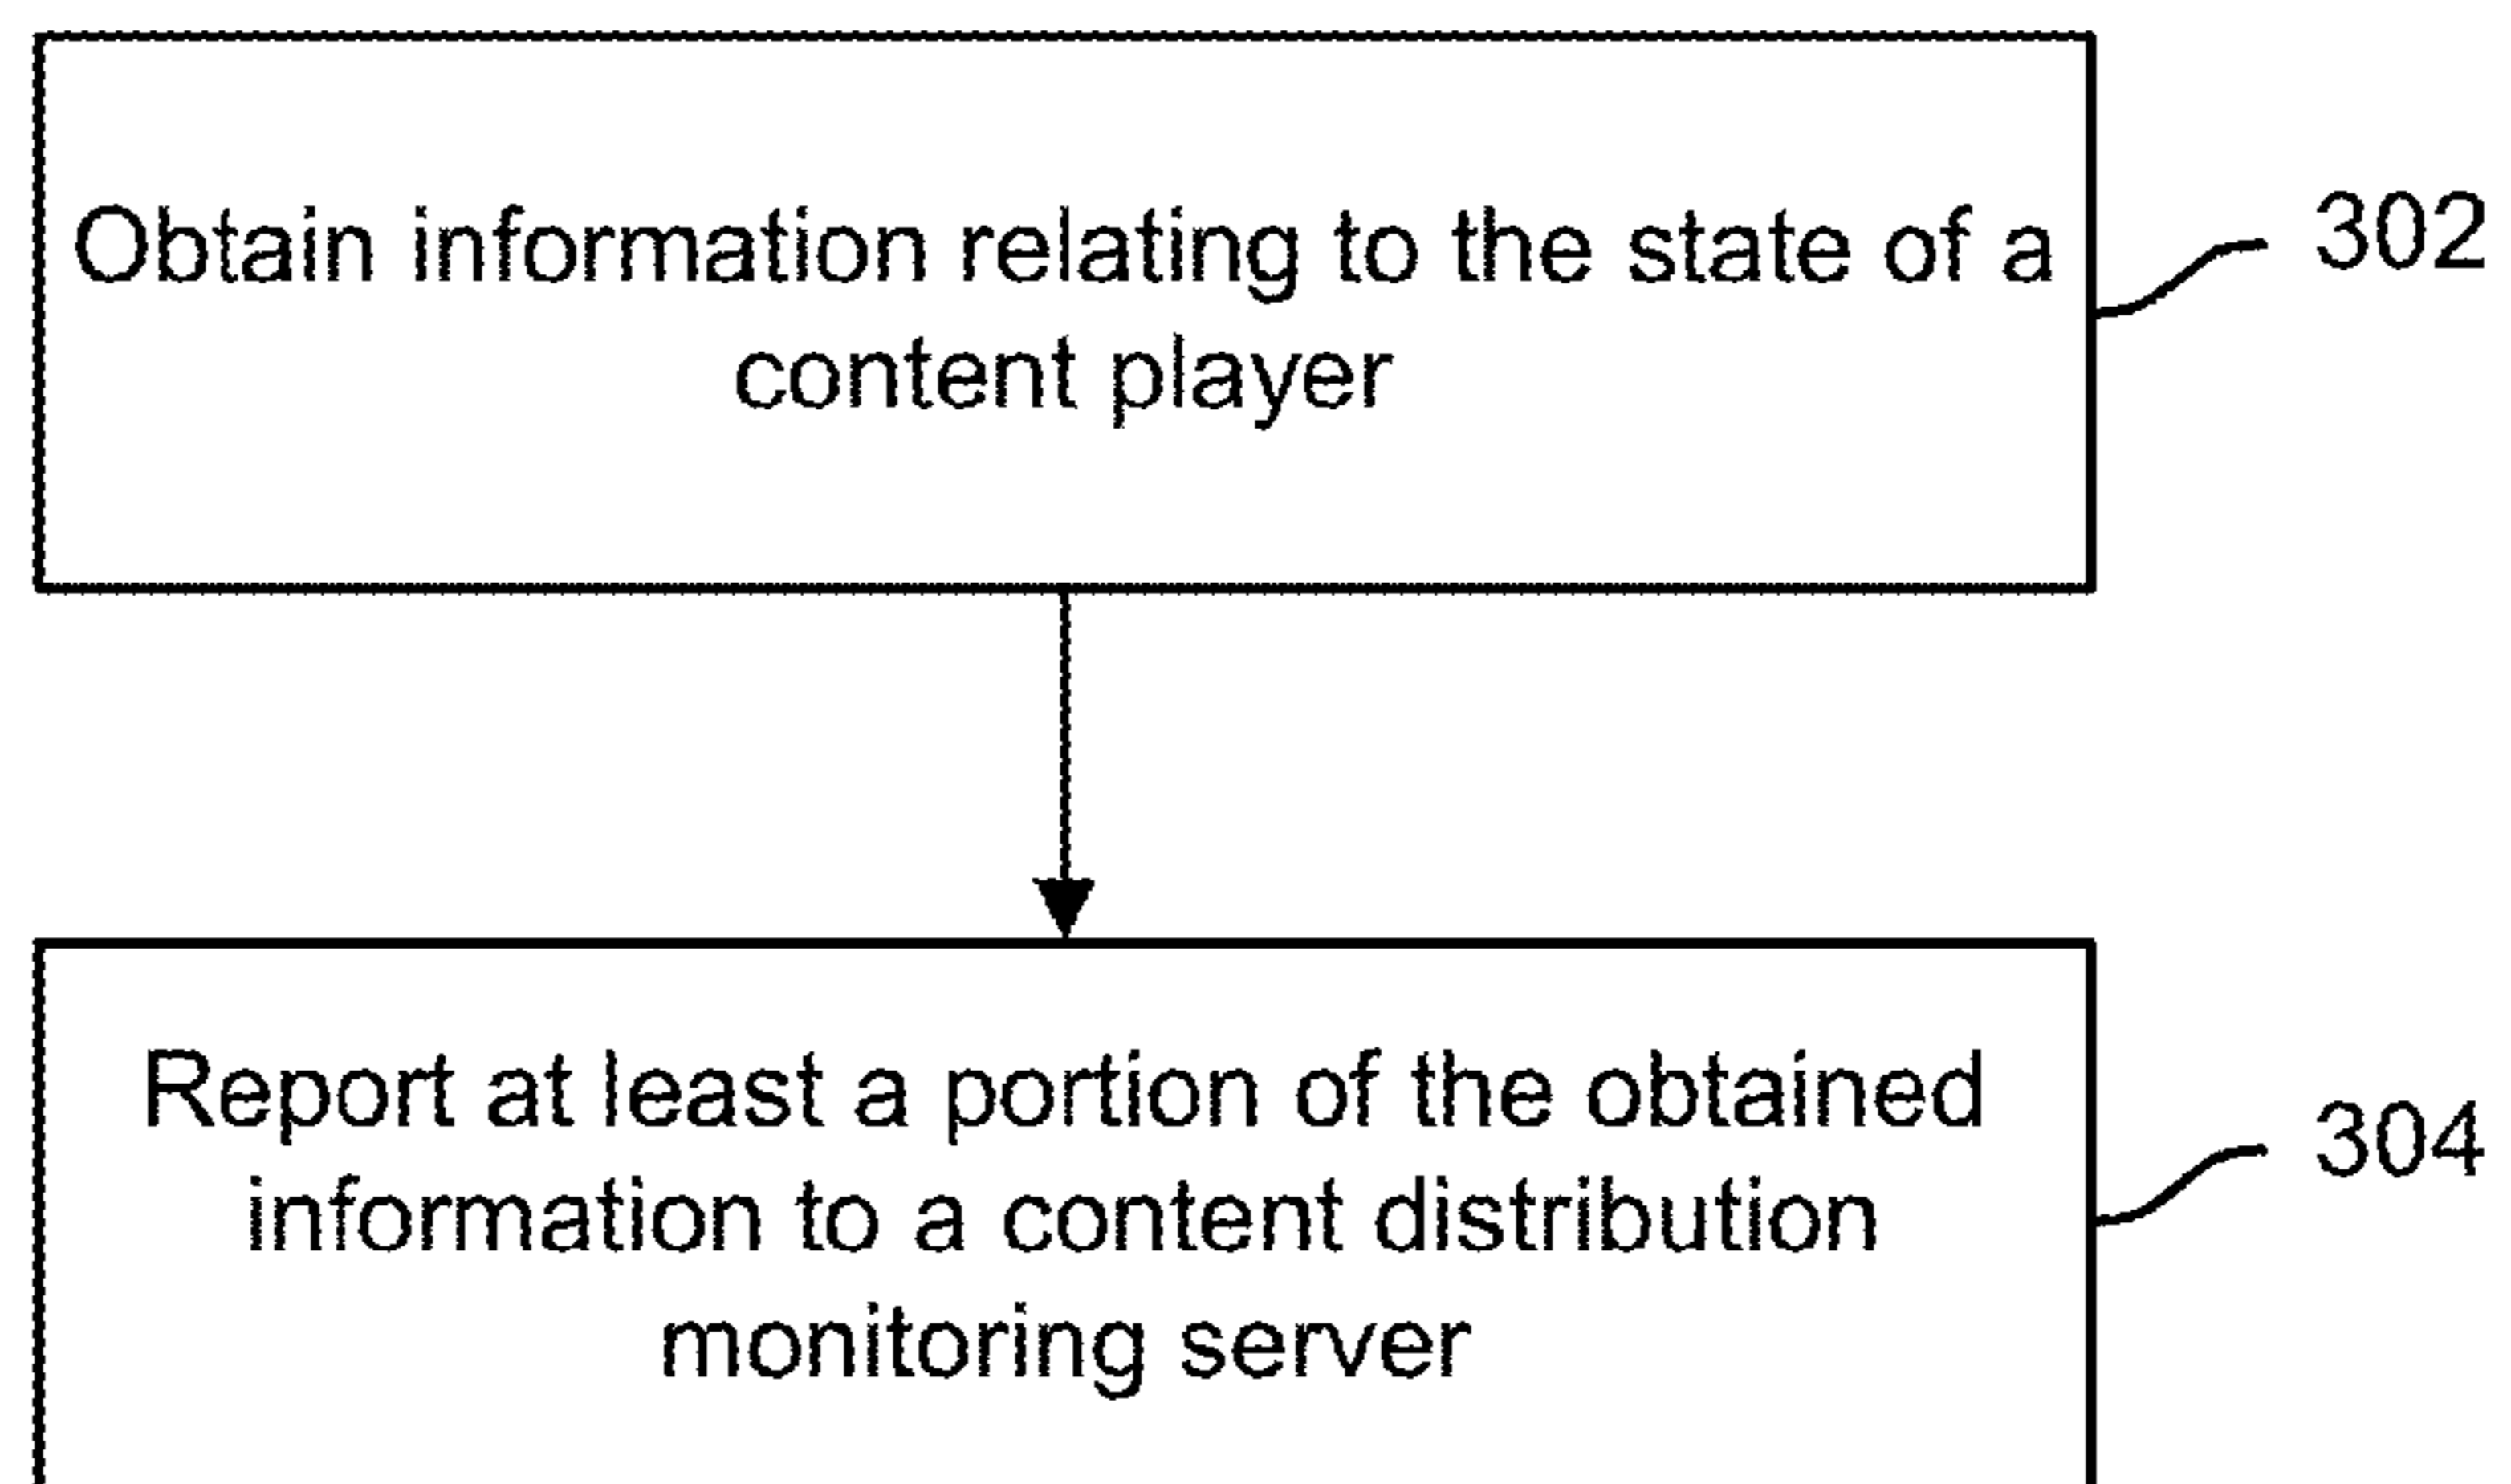 Obtain information relating to the state of a
content player
302
Report at least a portion of the obtained
information to a content distribution
monitoring server
304